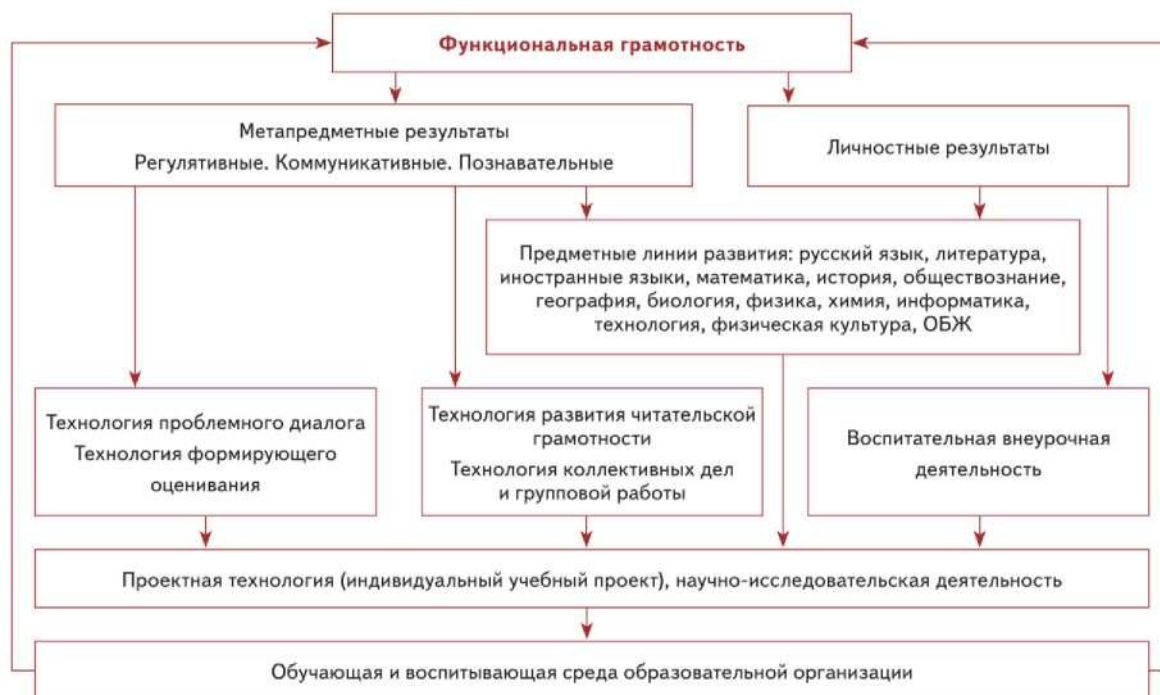 Функциональная грамотность
Метапредметные результаты
Регулятивные. Коммуникативные. Познавательные
Личностные результаты
Предметные линии развития: русский язык, литература,
иностранные языки, математика, история, обществознание,
география, биология, физика, химия, информатика,
технология, физическая культура, ОБЖ
Технология проблемного диалога
Технология формирующего
оценивания
Технология развития читательской
грамотности
Технология коллективных дел
и групповой работы
Воспитательная внеурочная
деятельность
Проектная технология (индивидуальный учебный проект), научно-исследовательская деятельность
Обучающая и воспитывающая среда образовательной организации